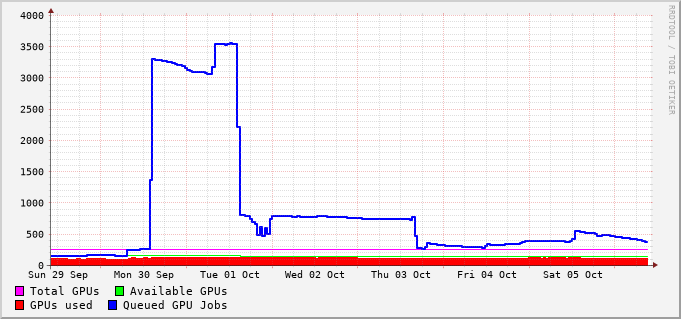 4000
3500
3000
2500
2000
1500
1000
500
0
Sun 29 Sep Mon 30 Sep Tue 01 Oct Wed 02 Oct Thu 03 Oct Fri 04 Oct Sat 05 Oct
Total GPUs Available GPUs
GPUs used Queued GPU Jobs
RRDTOOL / TOBI OETIKER